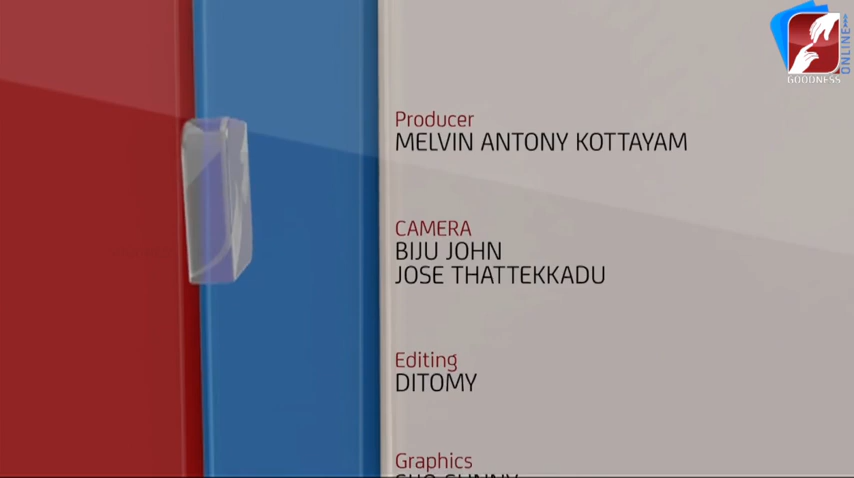 Producer
MELVIN ANTONY KOTTAYAM
CAMERA
BIJU JOHN
JOSE THATTEKKADU
Editing
DITOMY
Graphics
GOODNESS
ONLINE